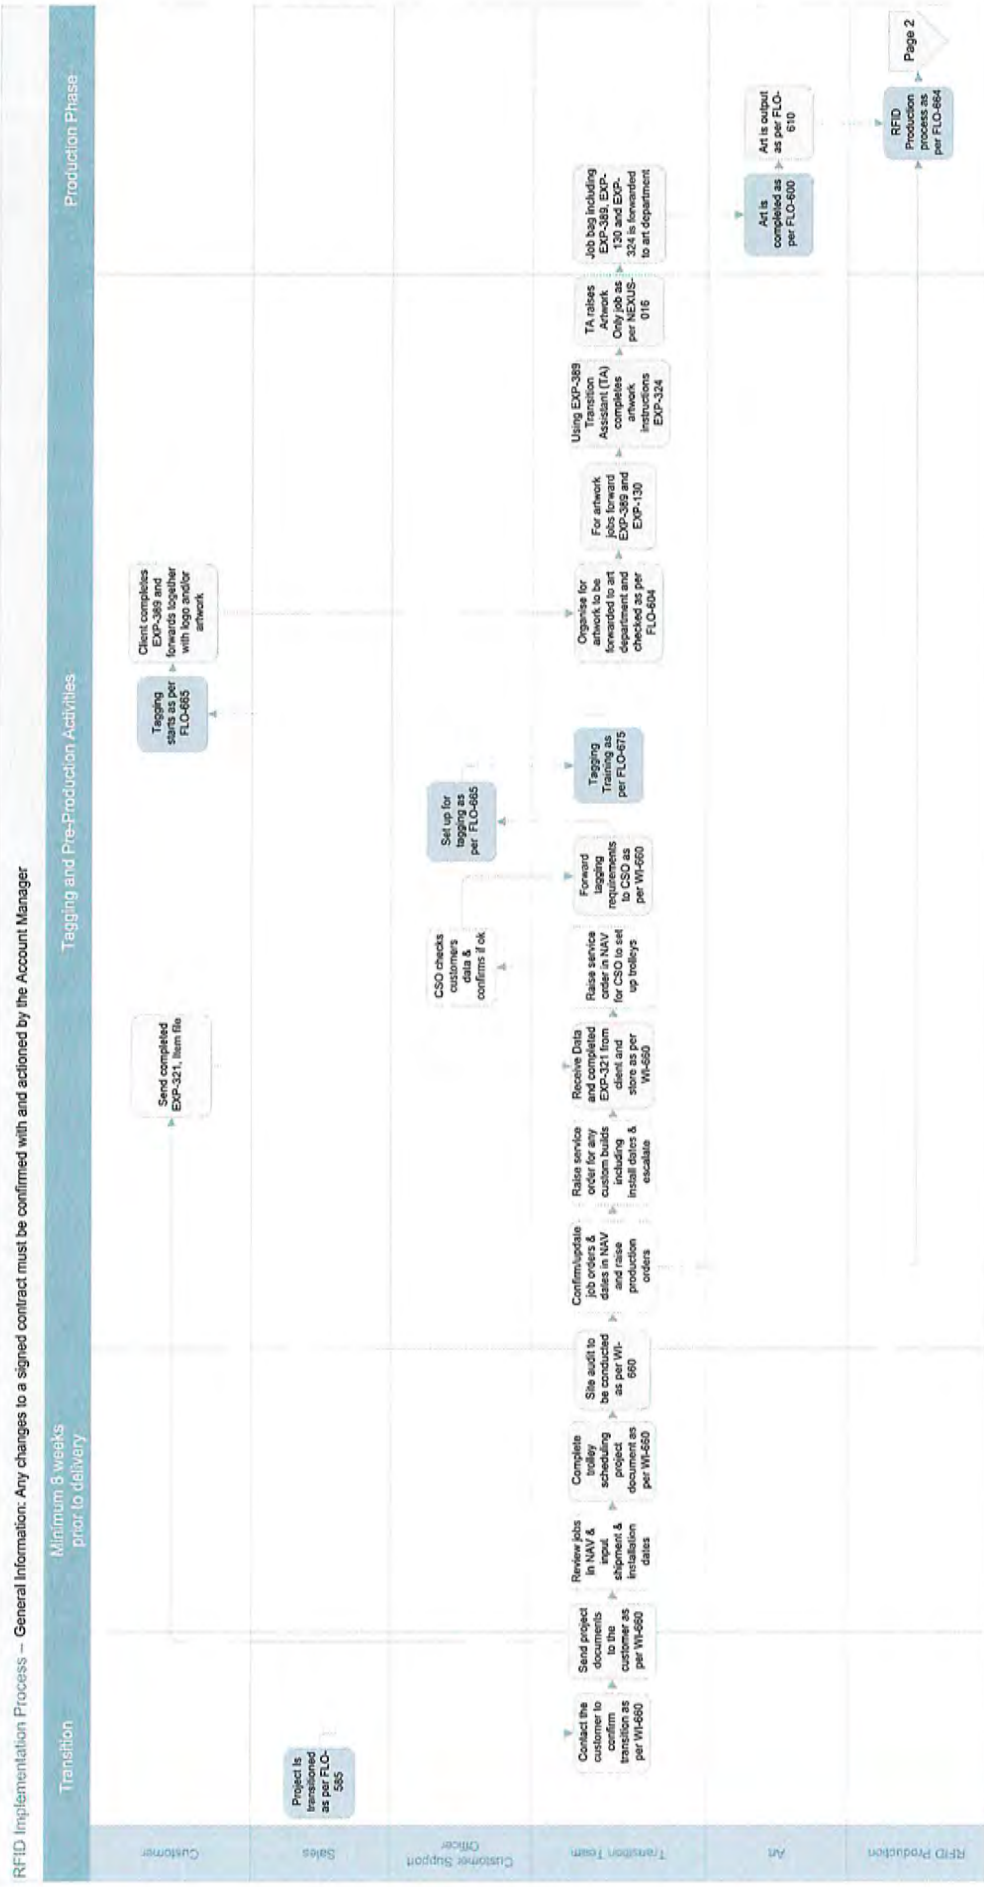 RFID Implementation Process – General Information: Any changes to a signed contract must be confirmed with and actioned by the Account Manager
Transition
Minimum 8 weeks
prior to delivery
Tagging and Pre-Production Activities
Production Phase
Customer
Send completed
EXP-321, Item file
Tagging
starts as per
FLO-665
Client completes
EXP-389 and
forwards together
with logo and/or
artwork
Sales
Project is
transitioned
as per FLO-
585
Customer Support
Officer
CSO checks
customers
data &
confirms if ok
Set up for
tagging as
per FLO-665
Transition Team
Contact the
customer to
confirm
transition as
per WI-660
Send project
documents
to the
customer as
per WI-660
Review jobs
in NAV &
input
shipment &
installation
dates
Complete
trolley
scheduling
project
document as
per WI-660
Site audit to
be conducted
as per WI-
660
Confirm/update
job orders &
dates in NAV
and raise
production
orders
Raise service
order for any
custom builds
including
install dates &
escalate
Receive Data
and completed
EXP-321 from
client and
store as per
WI-660
Raise service
order in NAV
for CSO to set
up trolleys
Forward
tagging
requirements
to CSO as
per WI-660
Tagging
Training as
per FLO-675
Organise for
artwork to be
forwarded to art
department and
checked as per
FLO-604
For artwork
jobs forward
EXP-389 and
EXP-130
Using EXP-389
Transition
Assistant (TA)
completes
artwork
instructions
EXP-324
TA raises
Artwork
Only job as
per NEXUS-
016
Job bag including
EXP-389, EXP-
130 and EXP-
324 is forwarded
to art department
Art
Art is
completed as
per FLO-600
Art is output
as per FLO-
610
RFID Production
RFID
Production
process as
per FLO-664
Page 2